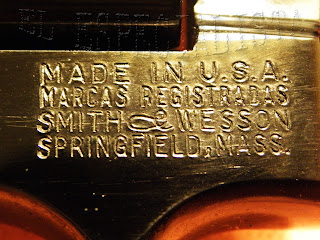 MADE IN U.S.A.
MARCAS REGISTRADAS
SMITH & WESSON
SPRINGFIELD, MASS.